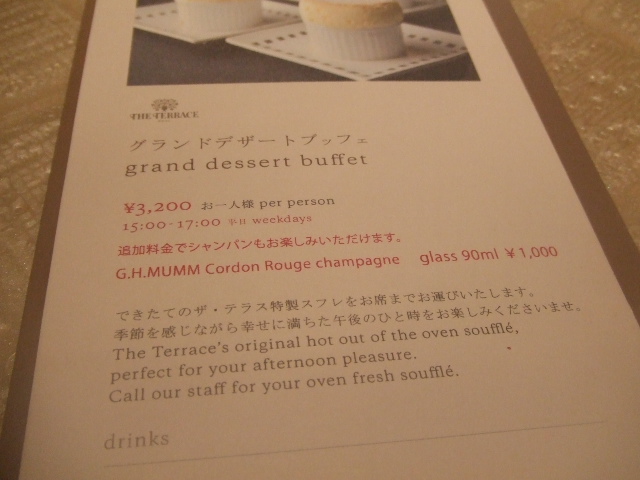 THE TERRACE
グランドデザートブッフェ
grand dessert buffet
¥3,200 お一人様 per person
15:00-17:00 平日 weekdays
追加料金でシャンパンもお楽しみいただけます。
G.H.MUMM Cordon Rouge champagne glass 90ml ¥1,000
できたてのザ・テラス特製スフレをお席までお運びいたします。
季節を感じながら幸せに満ちた午後のひと時をお楽しみくださいませ。
The Terrace's original hot out of the oven soufflé,
perfect for your afternoon pleasure.
Call our staff for your oven fresh soufflé.
drinks